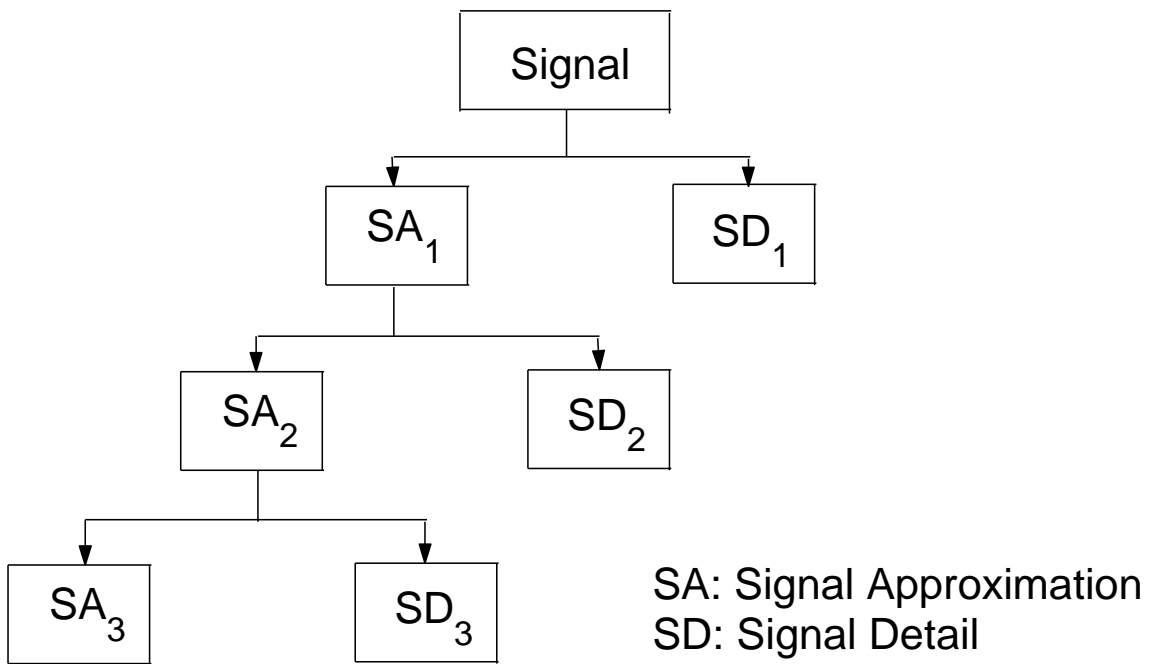 Signal
SA₁
SD₁
SA₂
SD₂
SA₃
SD₃
SA: Signal Approximation
SD: Signal Detail